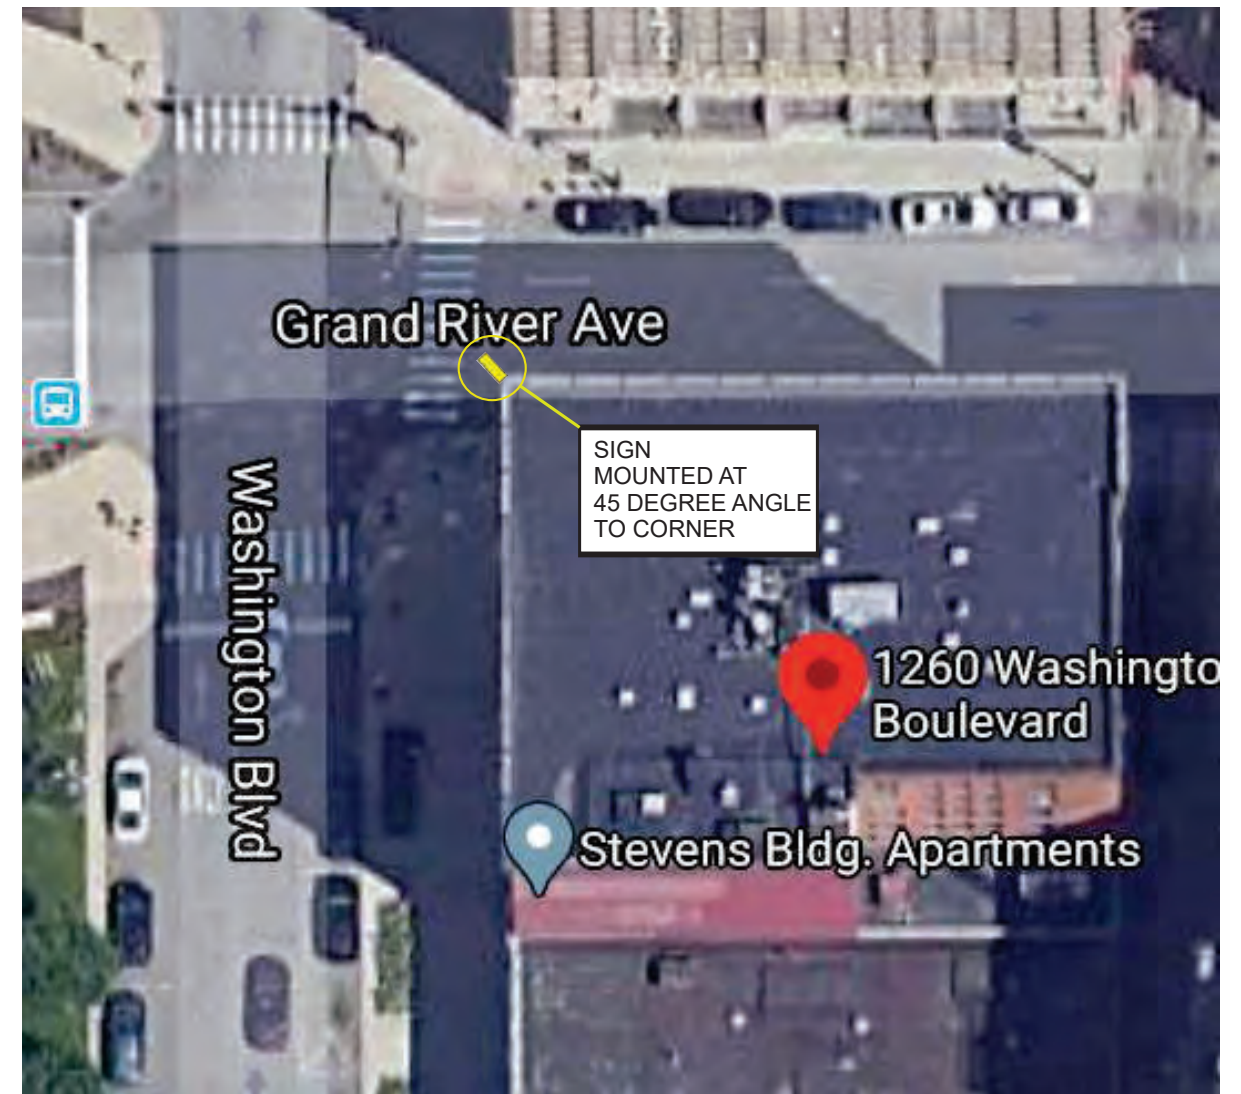 Grand River Ave
SIGN
MOUNTED AT
45 DEGREE ANGLE
TO CORNER
Washington Blvd
1260 Washingto
Boulevard
Stevens Bldg. Apartments